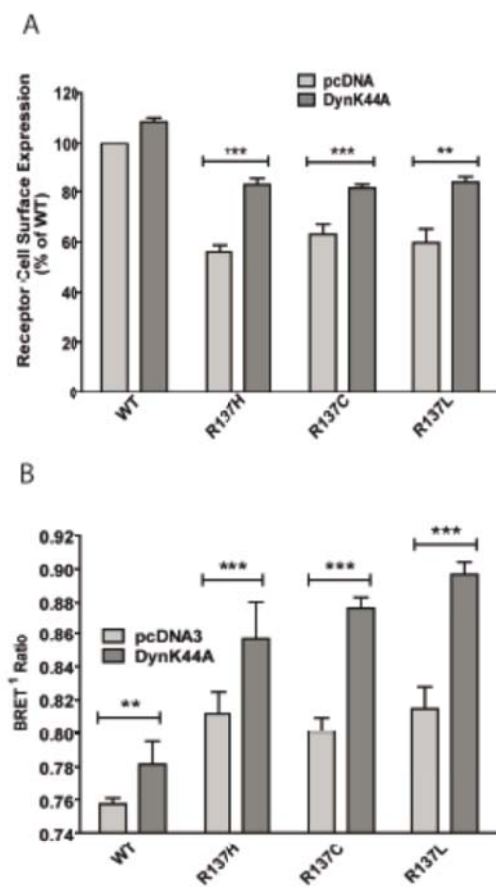 A
Receptor Cell Surface Expression
(% of WT)
120
100
80
60
40
20
0
pcDNA
DynK44A
***
***
**
WT
R137H
R137C
R137L
B
BRET 1 Ratio
0.92
0.90
0.88
0.86
0.84
0.82
0.80
0.78
0.76
0.74
pcDNA3
DynK44A
**
***
***
***
WT
R137H
R137C
R137L